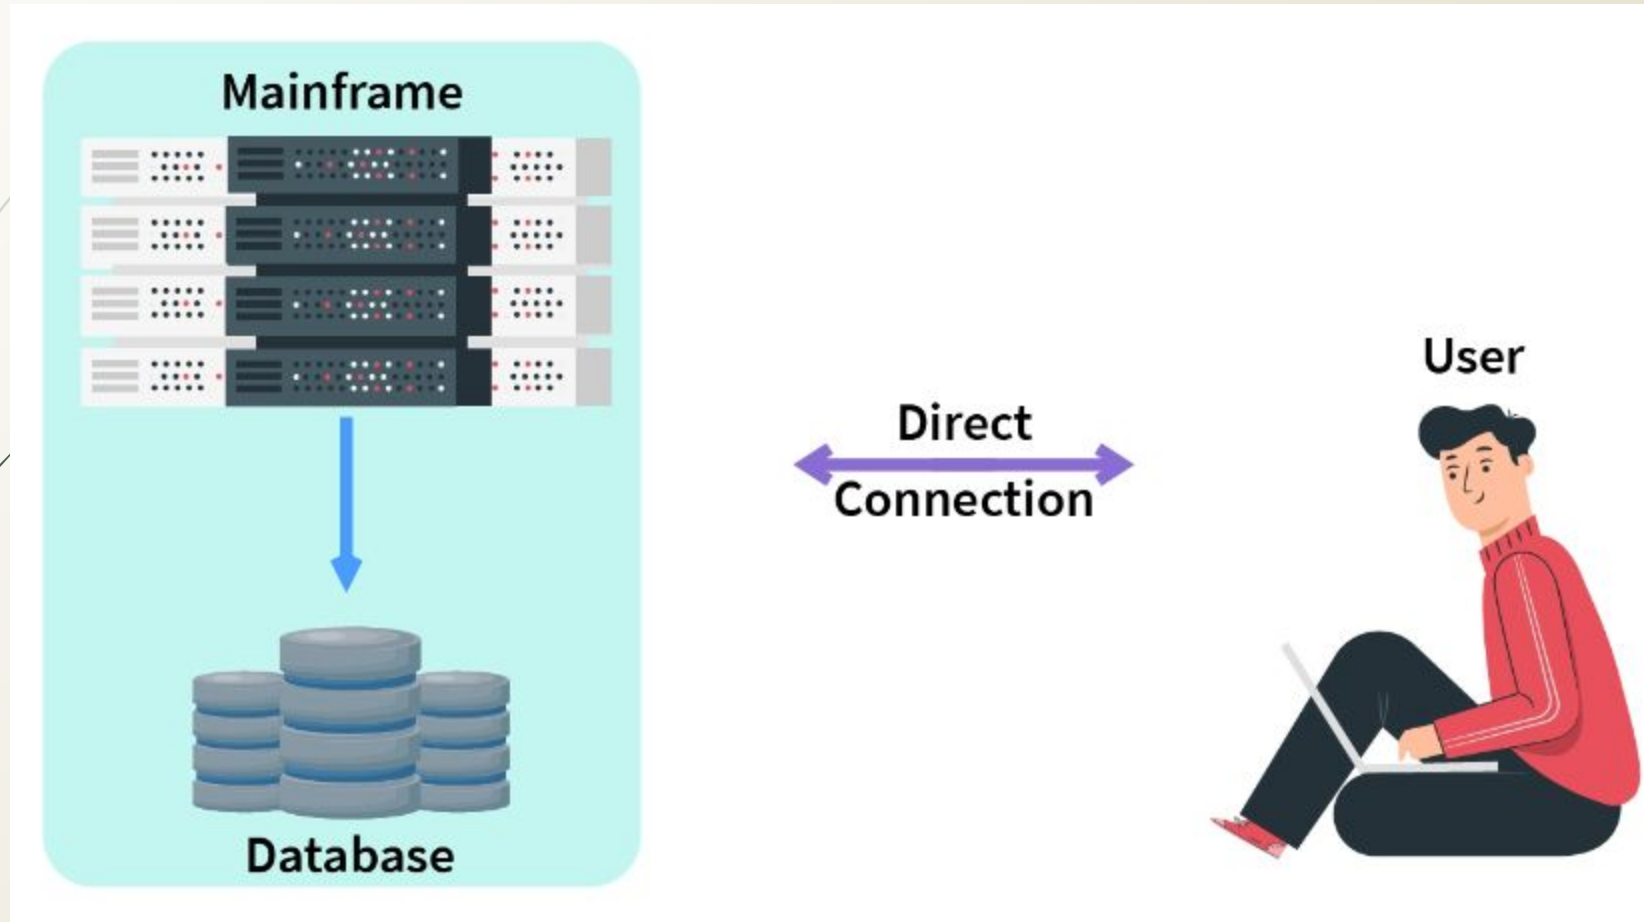 Mainframe
User
Direct
Connection
Database